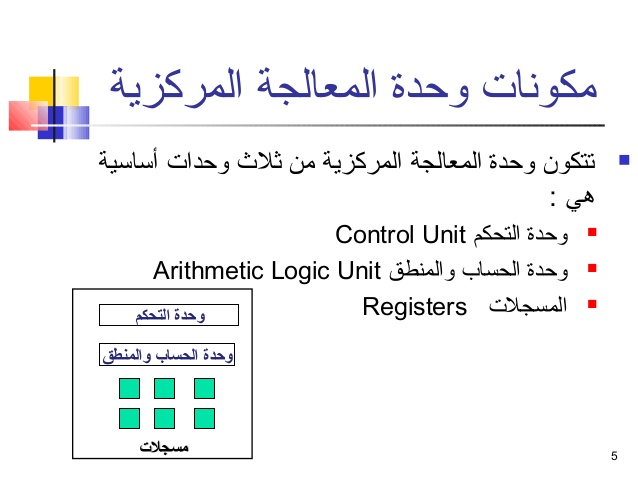 مكونات وحدة المعالجة المركزية
تتكون وحدة المعالجة المركزية من ثلاث وحدات أساسية
هي :
وحدة التحكم Control Unit
وحدة الحساب والمنطق Arithmetic Logic Unit
المسجلات Registers
وحدة التحكم
وحدة الحساب والمنطق
مسجلات
5